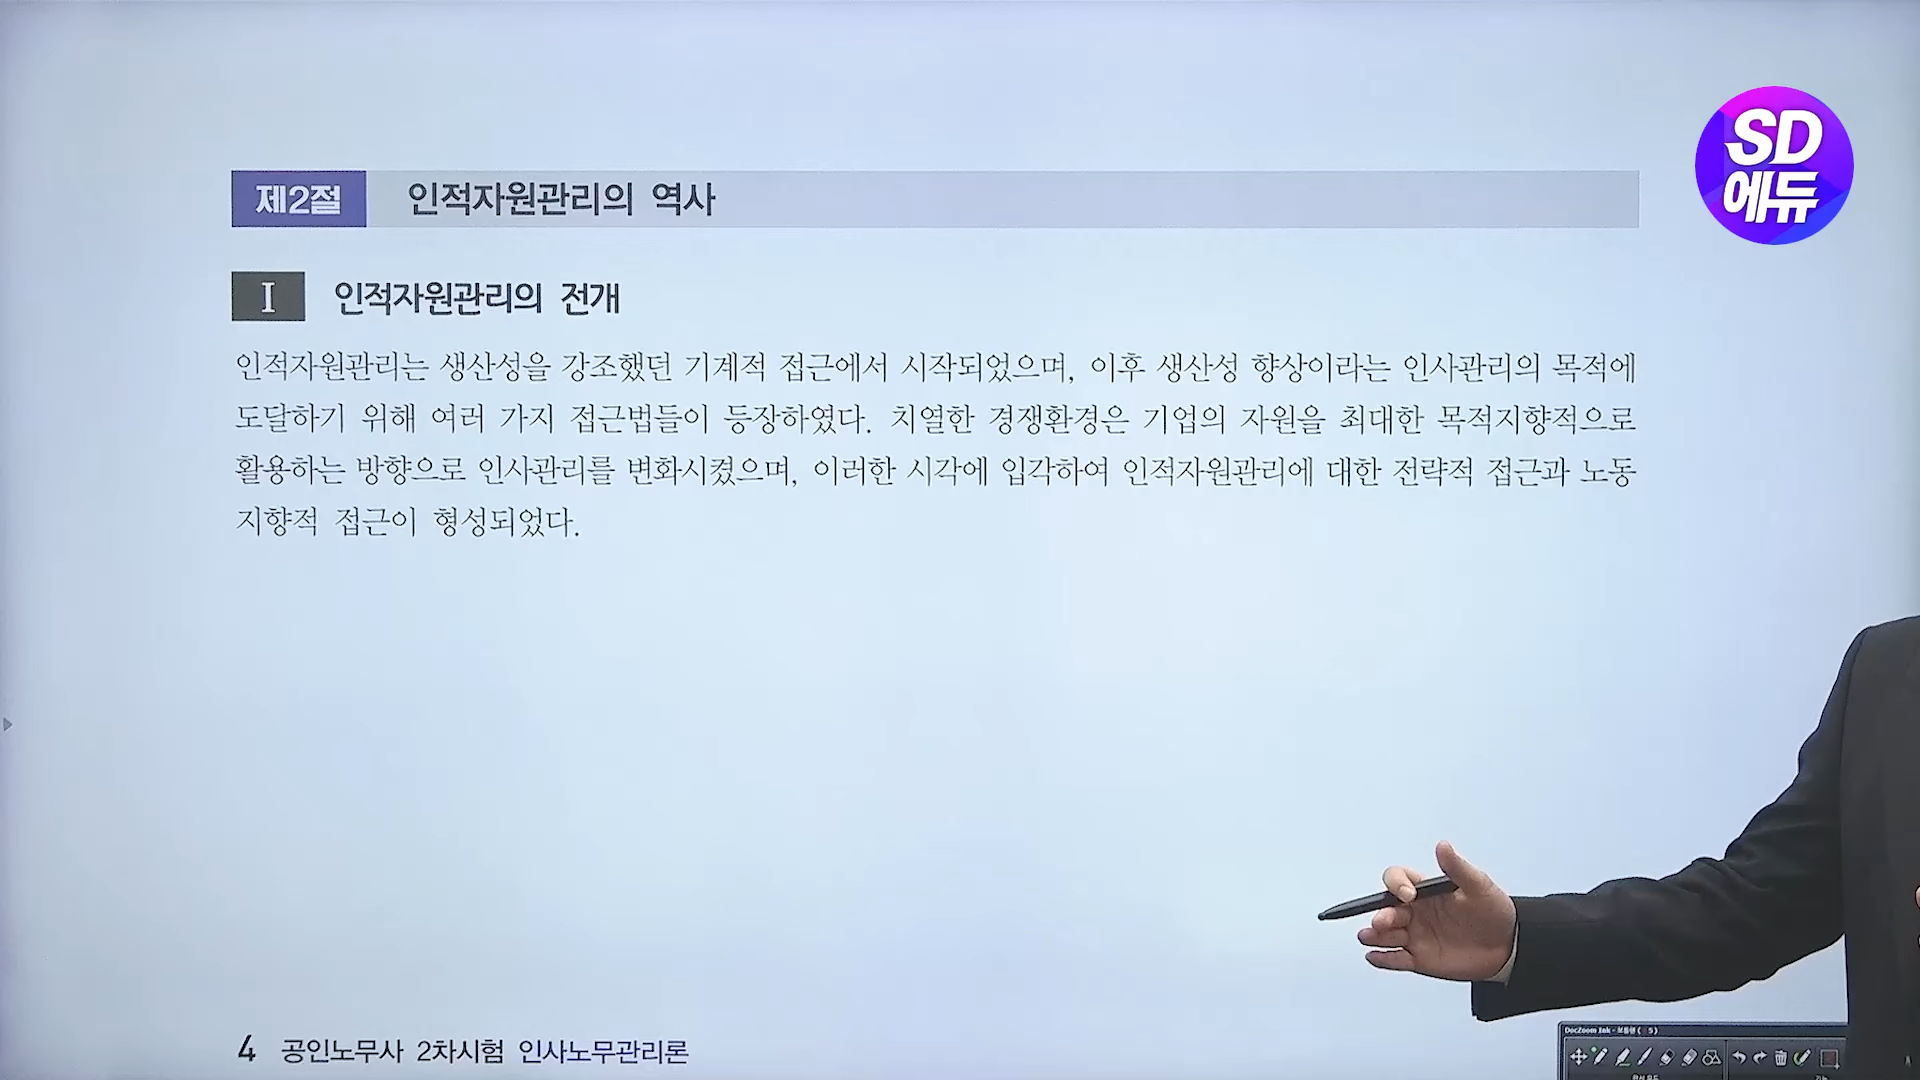 SD
에듀
제2절 인적자원관리의 역사
I 인적자원관리의 전개
인적자원관리는 생산성을 강조했던 기계적 접근에서 시작되었으며, 이후 생산성 향상이라는 인사관리의 목적에
도달하기 위해 여러 가지 접근법들이 등장하였다. 치열한 경쟁환경은 기업의 자원을 최대한 목적지향적으로
활용하는 방향으로 인사관리를 변화시켰으며, 이러한 시각에 입각하여 인적자원관리에 대한 전략적 접근과 노동
지향적 접근이 형성되었다.
4 공인노무사 2차시험 인사노무관리론
DocZoom Ink -